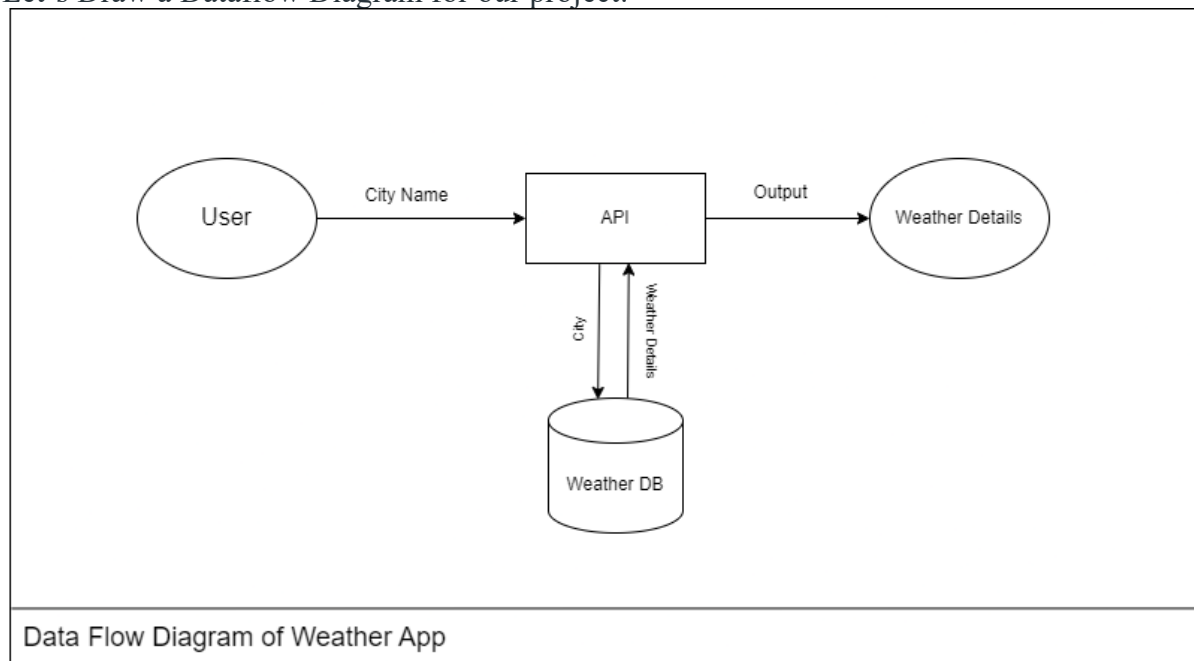 Let's Draw a Dataflow Diagram for our project.
User
City Name
API
Output
Weather Details
City
Weather Details
Weather DB
Data Flow Diagram of Weather App